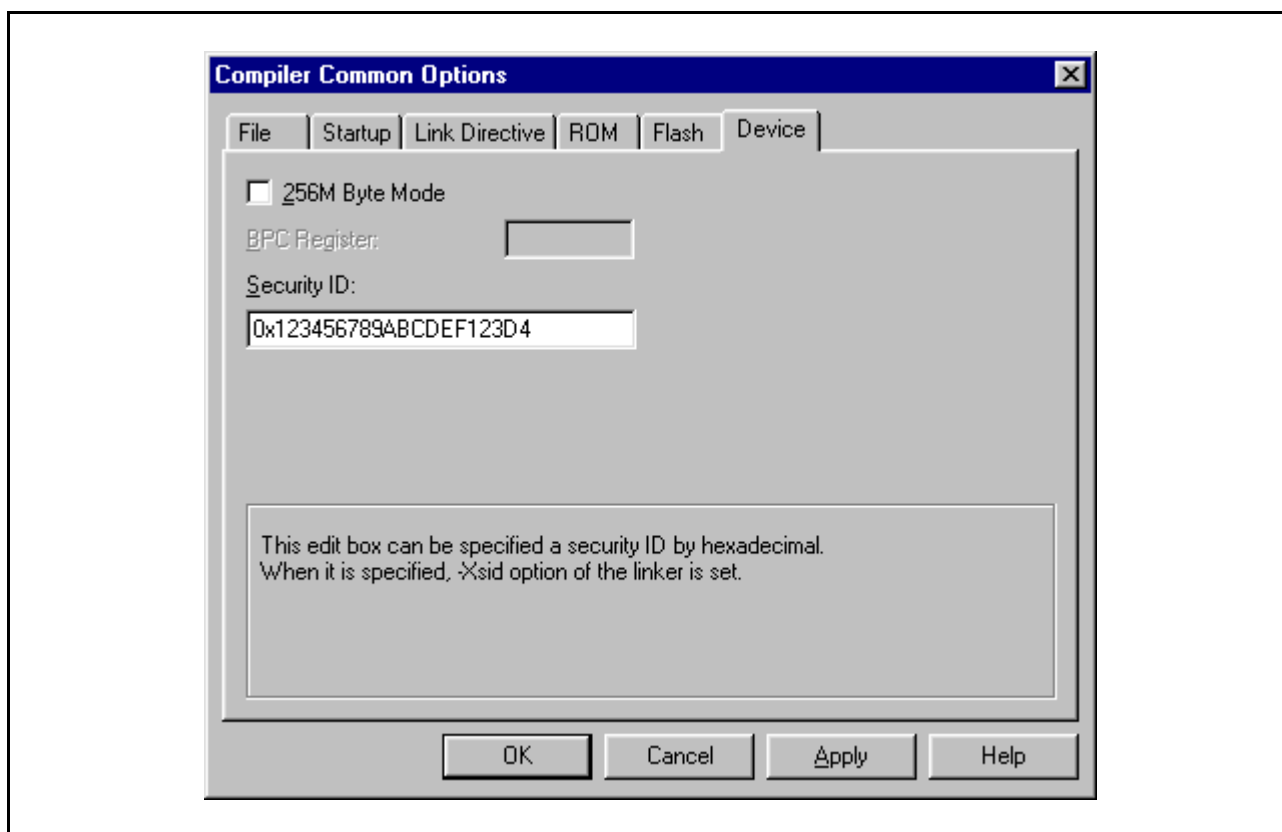 Compiler Common Options
File Startup Link Directive ROM Flash Device
256M Byte Mode
BPC Register:
Security ID:
0x123456789ABCDEF123D4
This edit box can be specified a security ID by hexadecimal.
When it is specified, -Xsid option of the linker is set.
OK Cancel Apply Help